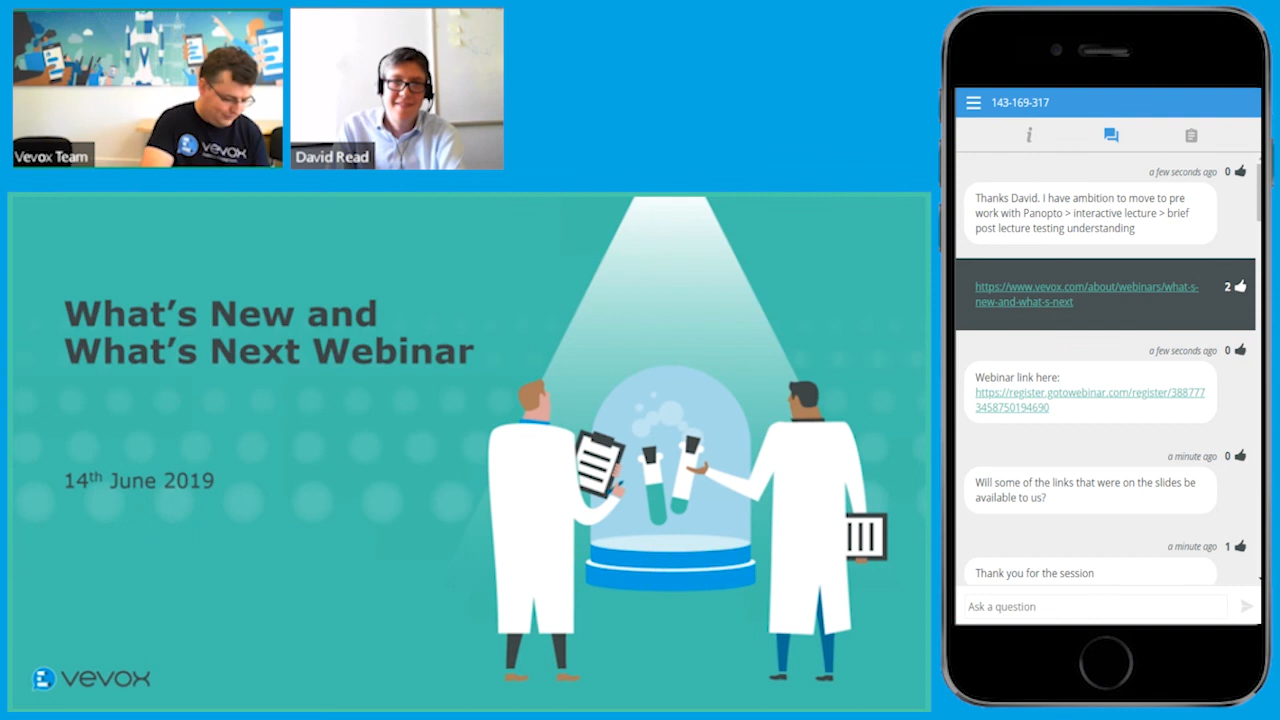 vevox
Vevox Team
David Read
What's New and
What's Next Webinar
14th June 2019
vevox
143-169-317
a few seconds ago 0
Thanks David. I have ambition to move to pre
work with Panopto > interactive lecture > brief
post lecture testing understanding
https://www.vevox.com/about/webinars/what-s-
new-and-what-s-next
2
a few seconds ago 0
Webinar link here:
https://register.gotowebinar.com/register/388777
3458750194690
a minute ago 0
Will some of the links that were on the slides be
available to us?
a minute ago 1
Thank you for the session
Ask a question